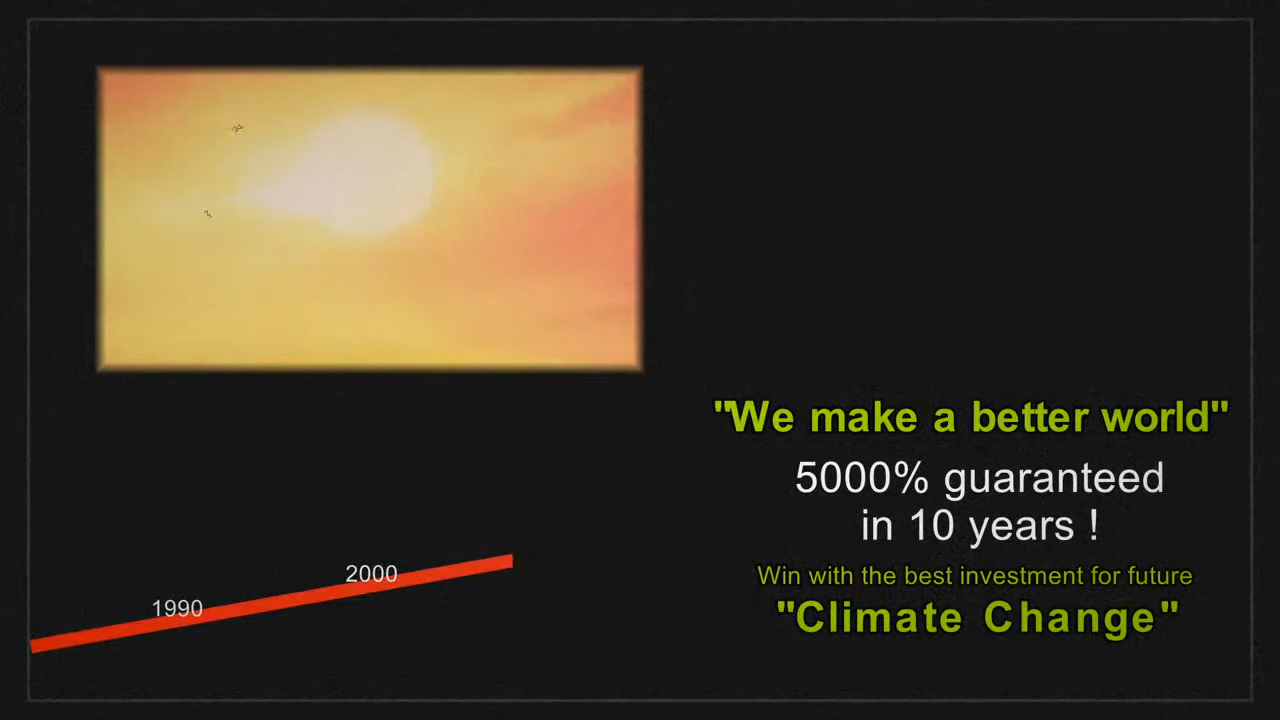 "We make a better world"
5000% guaranteed
in 10 years !
Win with the best investment for future
"Climate Change"
2000
1990